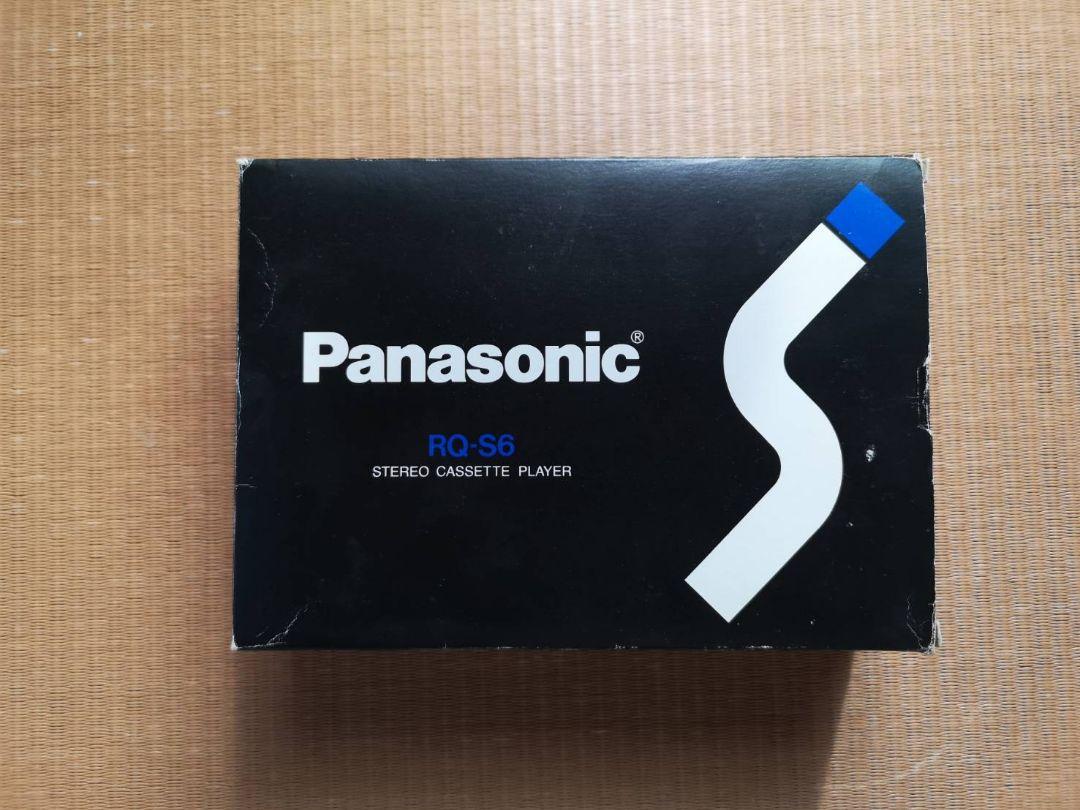 Panasonic®
RQ-S6
STEREO CASSETTE PLAYER